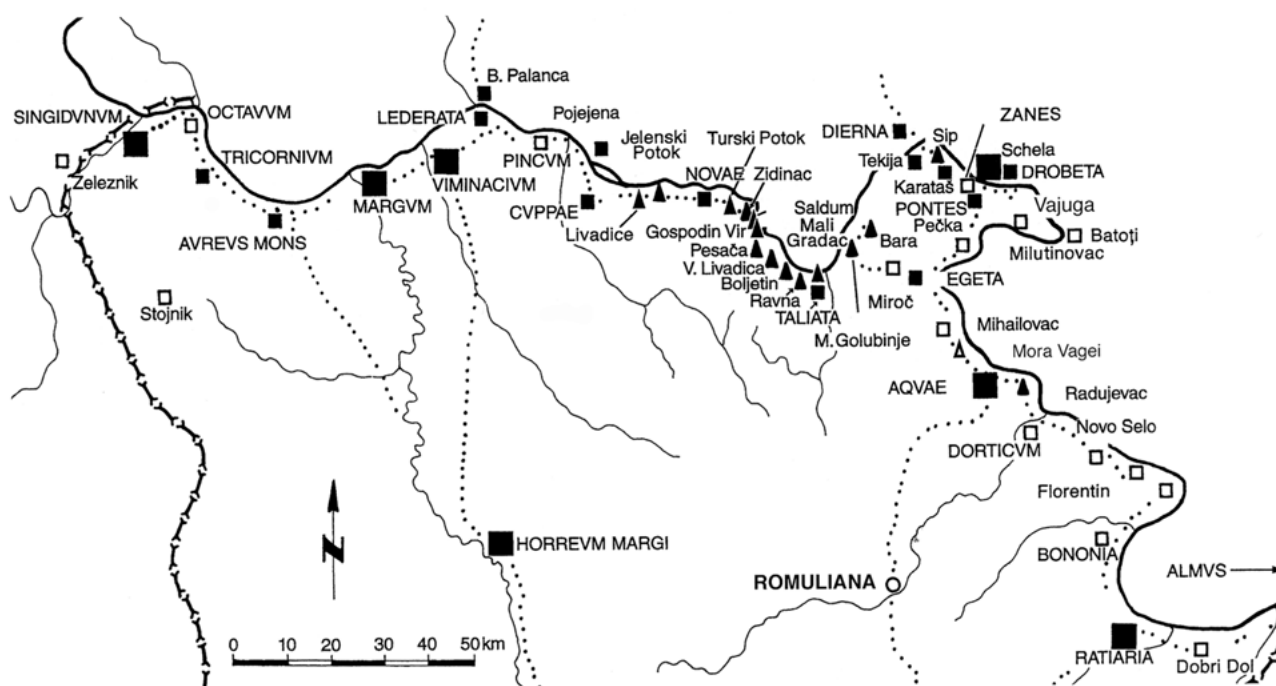 B. Palanca
SINGIDVNVM
OCTAVVM
LEDERATA
Pojejena
ZANES
DIERNA
Sip
Schela
Jelenski
Potok
Turski Potok
TRICORNIVM
PINCVM
NOVAE
Zidinac
Tekija
DROBETA
Železnik
VIMINACIVM
Karataš
MARGVM
CVPPAE
Saldum
PONTES
Vajuga
AVREVS MONS
Livadice
Gospodin Vir
Mali
Gradac
Bara
Pečka
Batoți
Pesača
Milutinovac
V. Livadica
Boljetin
EGETA
Ravna
Miroč
Stojnik
TALIATA
M. Golubinje
Mihailovac
Mora Vagei
AQVAE
Radujevac
Novo Selo
DORTICVM
Florentin
N
HORREVM MARGI
BONONIA
ALMVS
ROMULIANA
0 10 20 30 40 50 km
RATIARIA
Dobri Dol